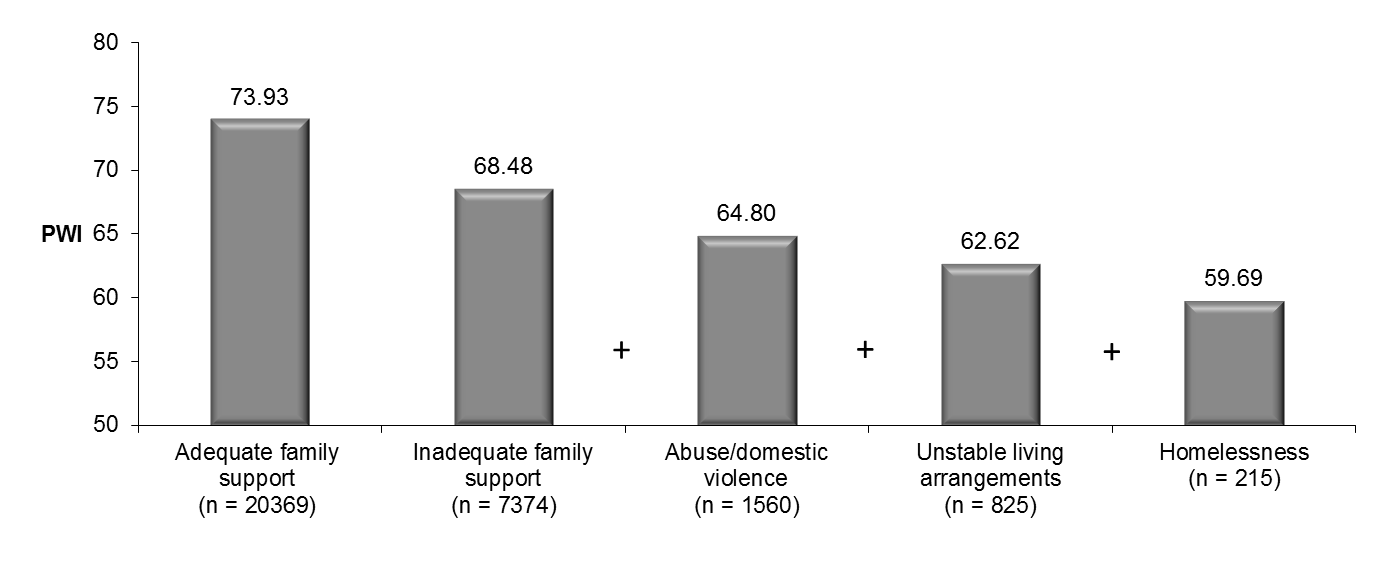 80
75
70
65
60
55
50
PWI
73.93
68.48
64.80
62.62
59.69
+
+
+
Adequate family
support
(n = 20369)
Inadequate family
support
(n = 7374)
Abuse/domestic
violence
(n = 1560)
Unstable living
arrangements
(n = 825)
Homelessness
(n = 215)